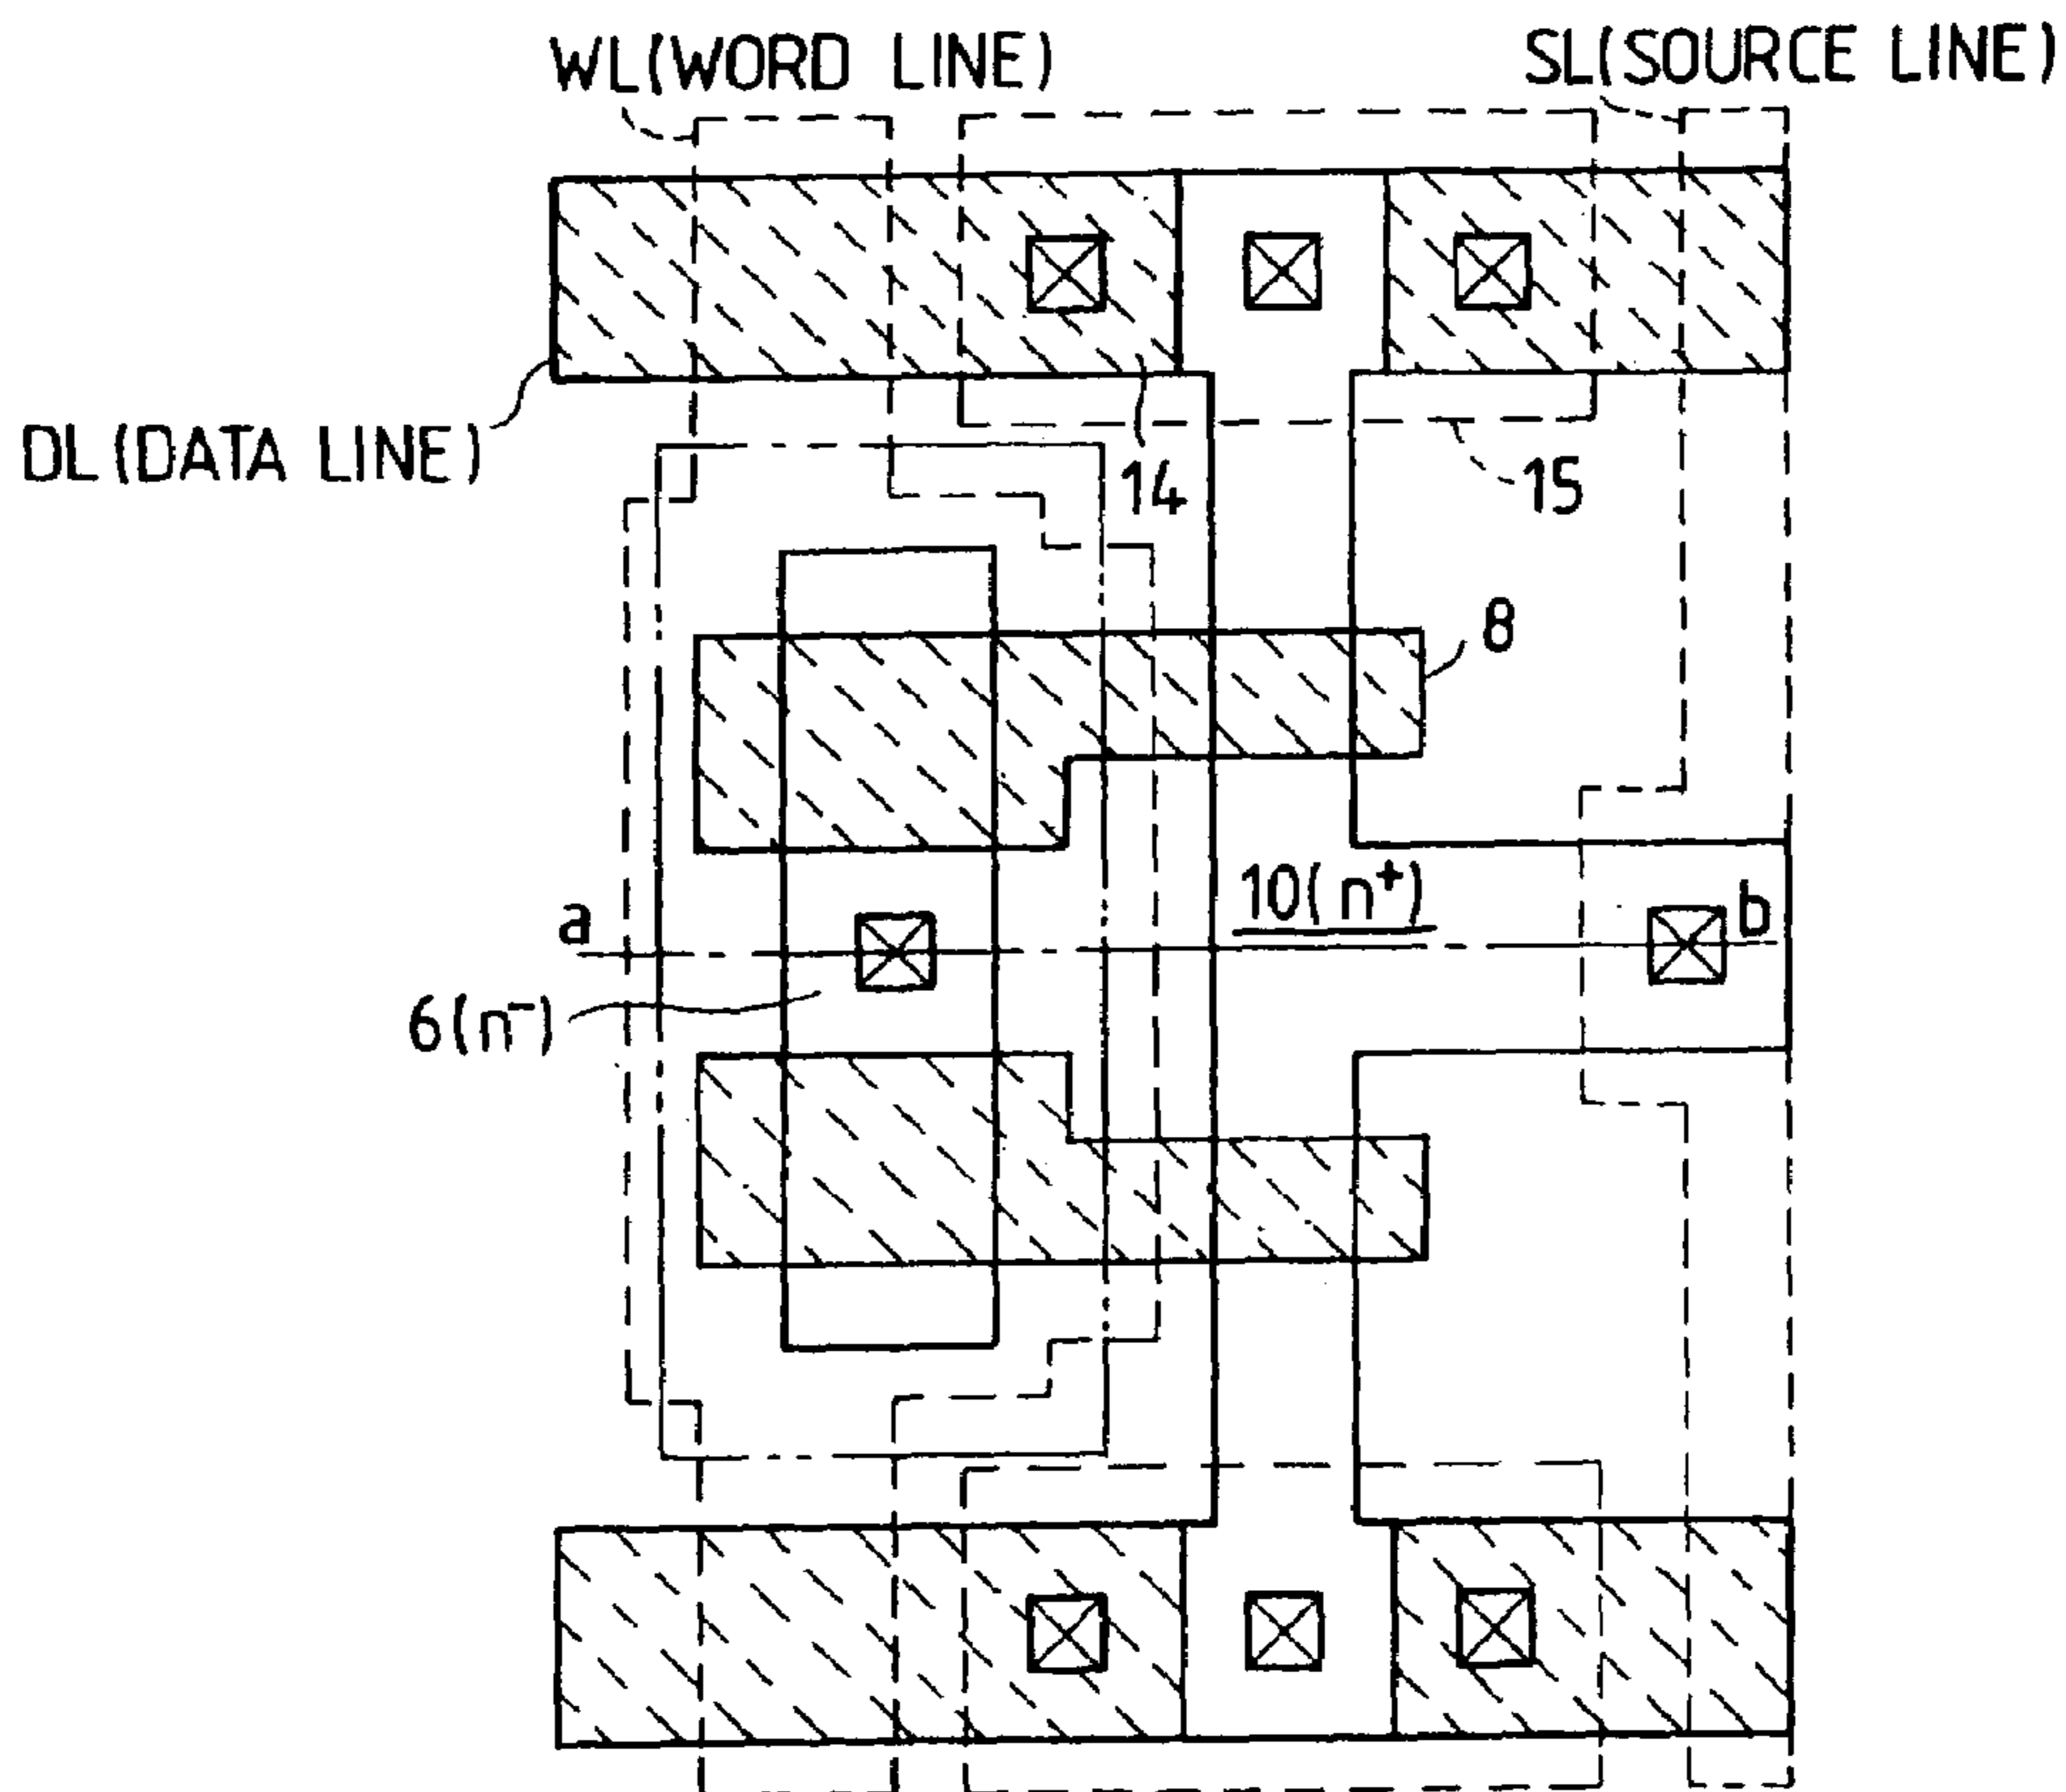 WL(WORD LINE)
SL(SOURCE LINE)
DL(DATA LINE)
14
15
8
10(n⁺)
a
b
6(n⁻)